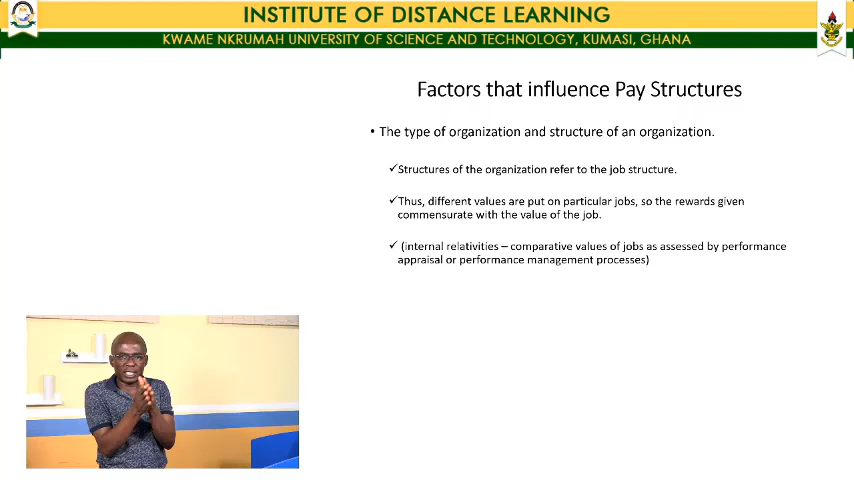 INSTITUTE OF DISTANCE LEARNING
KWAME NKRUMAH UNIVERSITY OF SCIENCE AND TECHNOLOGY, KUMASI, GHANA
Factors that influence Pay Structures
• The type of organization and structure of an organization.
✓Structures of the organization refer to the job structure.
✓Thus, different values are put on particular jobs, so the rewards given
commensurate with the value of the job.
✓ (internal relativities – comparative values of jobs as assessed by performance
appraisal or performance management processes)